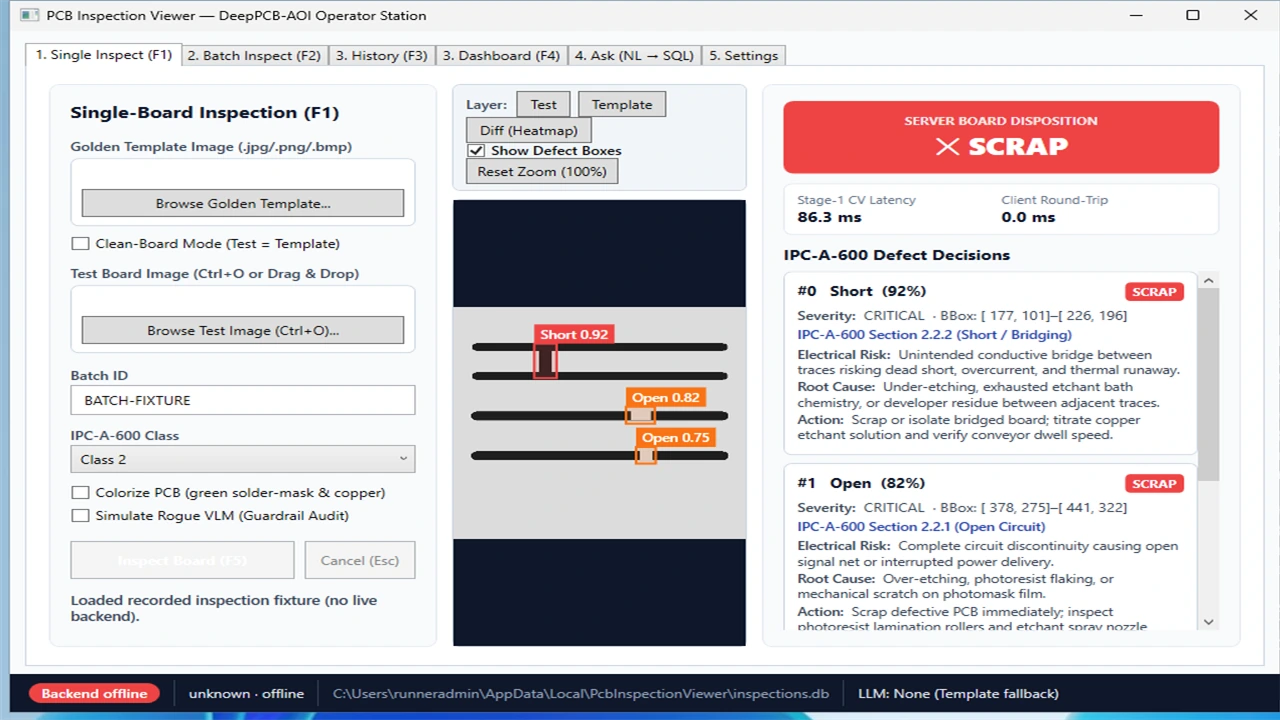 PCB Inspection Viewer — DeepPCB-AOI Operator Station
1. Single Inspect (F1)
2. Batch Inspect (F2)
3. History (F3)
3. Dashboard (F4)
4. Ask (NL → SQL)
5. Settings
Single-Board Inspection (F1)
Golden Template Image (.jpg/.png/.bmp)
Browse Golden Template...
Clean-Board Mode (Test = Template)
Test Board Image (Ctrl+O or Drag & Drop)
Browse Test Image (Ctrl+O)...
Batch ID
BATCH-FIXTURE
IPC-A-600 Class
Class 2
Colorize PCB (green solder-mask & copper)
Simulate Rogue VLM (Guardrail Audit)
Inspect Board (F5)
Cancel (Esc)
Loaded recorded inspection fixture (no live
backend).
Layer:
Test
Template
Diff (Heatmap)
Show Defect Boxes
Reset Zoom (100%)
Short 0.92
Open 0.82
Open 0.75
SERVER BOARD DISPOSITION
✕ SCRAP
Stage-1 CV Latency
86.3 ms
Client Round-Trip
0.0 ms
IPC-A-600 Defect Decisions
#0 Short (92%)
SCRAP
Severity: CRITICAL · BBox: [ 177, 101]–[ 226, 196]
IPC-A-600 Section 2.2.2 (Short / Bridging)
Electrical Risk: Unintended conductive bridge between
traces risking dead short, overcurrent, and thermal runaway.
Root Cause: Under-etching, exhausted etchant bath
chemistry, or developer residue between adjacent traces.
Action: Scrap or isolate bridged board; titrate copper
etchant solution and verify conveyor dwell speed.
#1 Open (82%)
SCRAP
Severity: CRITICAL · BBox: [ 378, 275]–[ 441, 322]
IPC-A-600 Section 2.2.1 (Open Circuit)
Electrical Risk: Complete circuit discontinuity causing open
signal net or interrupted power delivery.
Root Cause: Over-etching, photoresist flaking, or
mechanical scratch on photomask film.
Action: Scrap defective PCB immediately; inspect
photoresist lamination rollers and etchant spray nozzle
Backend offline
unknown · offline
C:\Users\runneradmin\AppData\Local\PcbInspectionViewer\inspections.db
LLM: None (Template fallback)